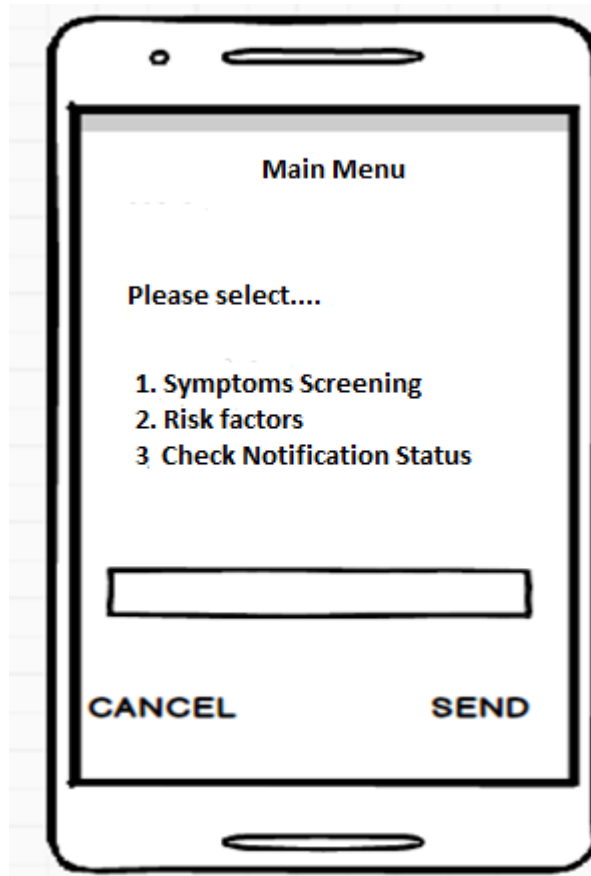 Main Menu
Please select....
1. Symptoms Screening
2. Risk factors
3 Check Notification Status
CANCEL
SEND